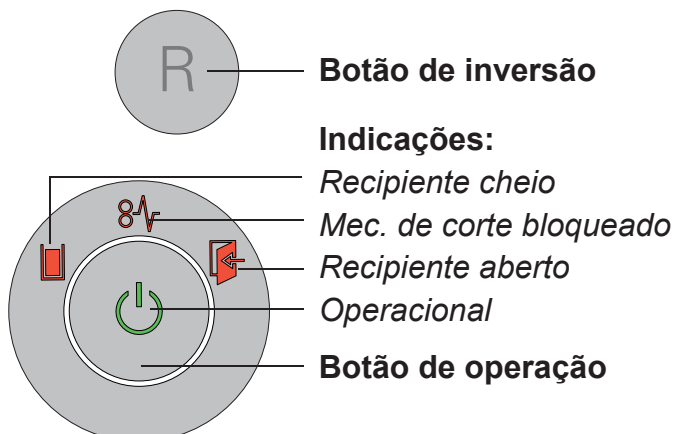 R
Botão de inversão
Indicações:
Recipiente cheio
Mec. de corte bloqueado
Recipiente aberto
Operacional
Botão de operação